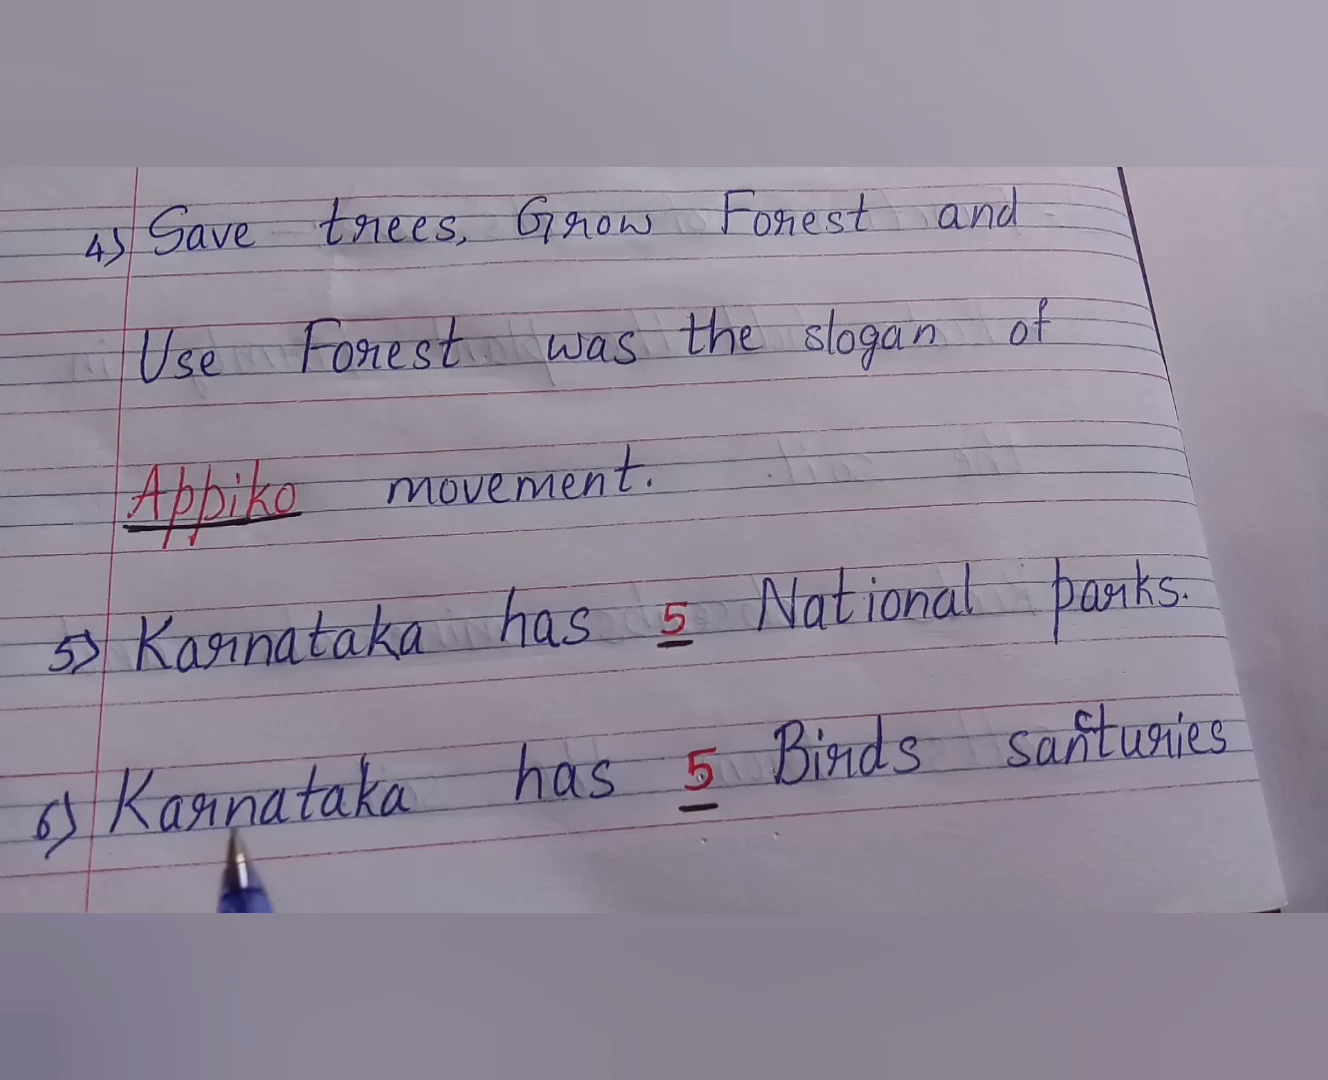 4) Save trees, Grow Forest and
Use Forest was the slogan of
Appiko movement.
5) Karnataka has 5 National parks.
6) Karnataka has 5 Birds sancturies